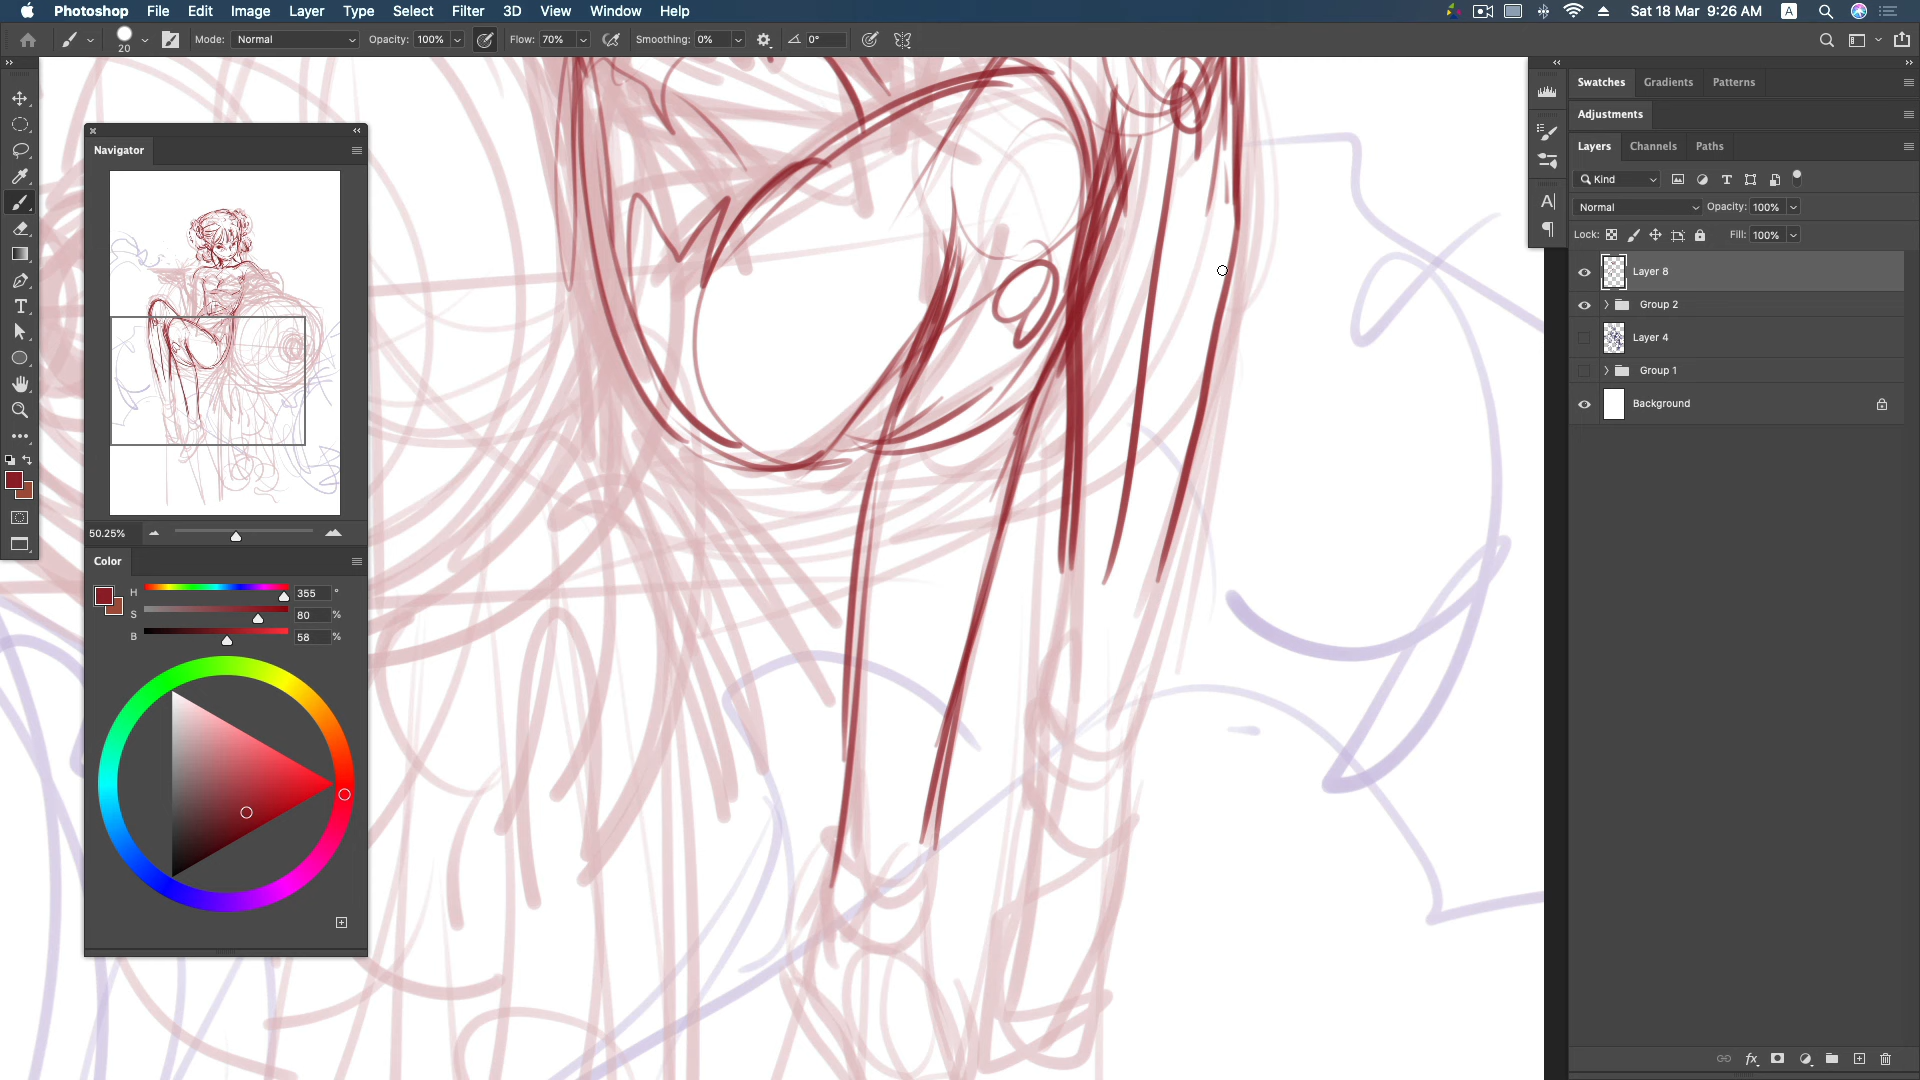 Photoshop File Edit Image Layer Type Select Filter 3D View Window Help Sat 18 Mar 9:26 AM A
20 Mode: Normal Opacity: 100% Flow: 70% Smoothing: 0% 0°
Navigator
50.25%
Color
H 355 °
S 80 %
B 58 %
Swatches Gradients Patterns
Adjustments
Layers Channels Paths
Kind
Normal Opacity: 100%
Lock: Fill: 100%
Layer 8
Group 2
Layer 4
Group 1
Background